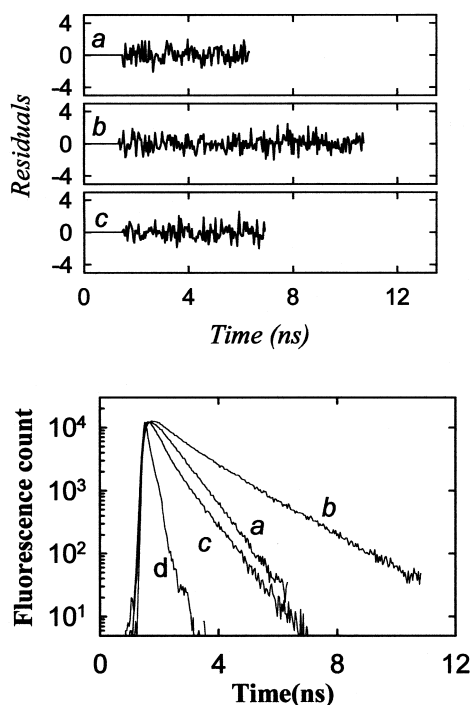 4
a
0
-4
4
b
0
-4
4
c
0
-4
Residuals
0 4 8 12
Time (ns)
Fluorescence count
10⁴
10³
10²
10¹
a
b
c
d
0 4 8 12
Time(ns)